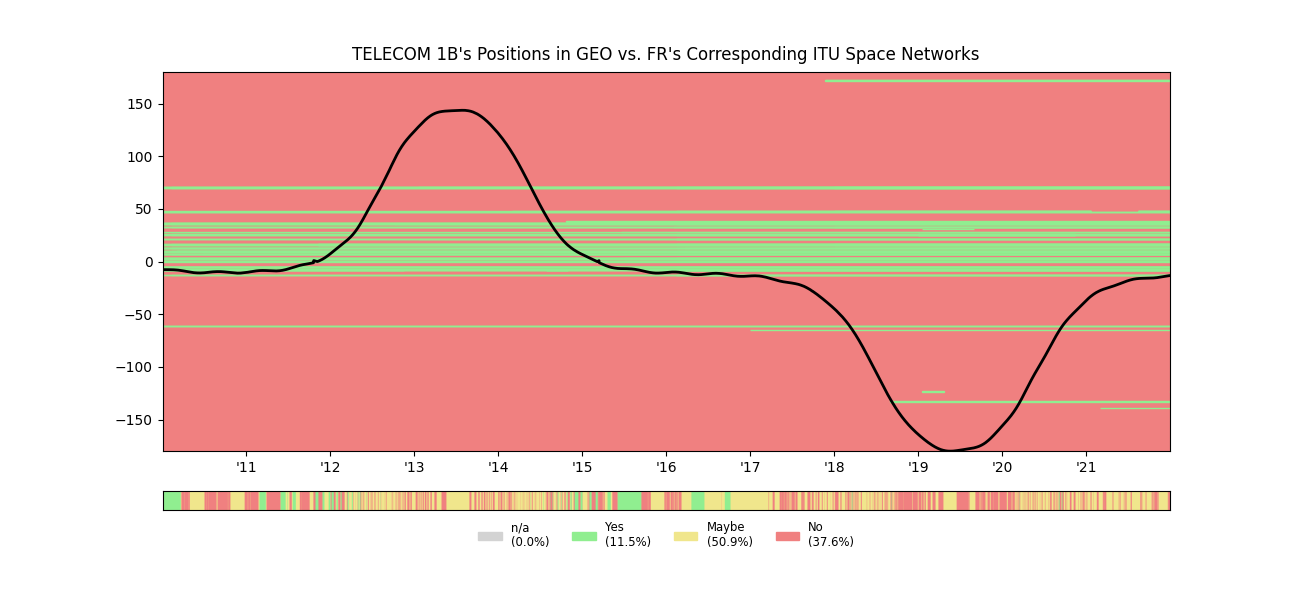 TELECOM 1B's Positions in GEO vs. FR's Corresponding ITU Space Networks
150
100
50
0
−50
−100
−150
'11 '12 '13 '14 '15 '16 '17 '18 '19 '20 '21
n/a Yes Maybe No
(0.0%) (11.5%) (50.9%) (37.6%)